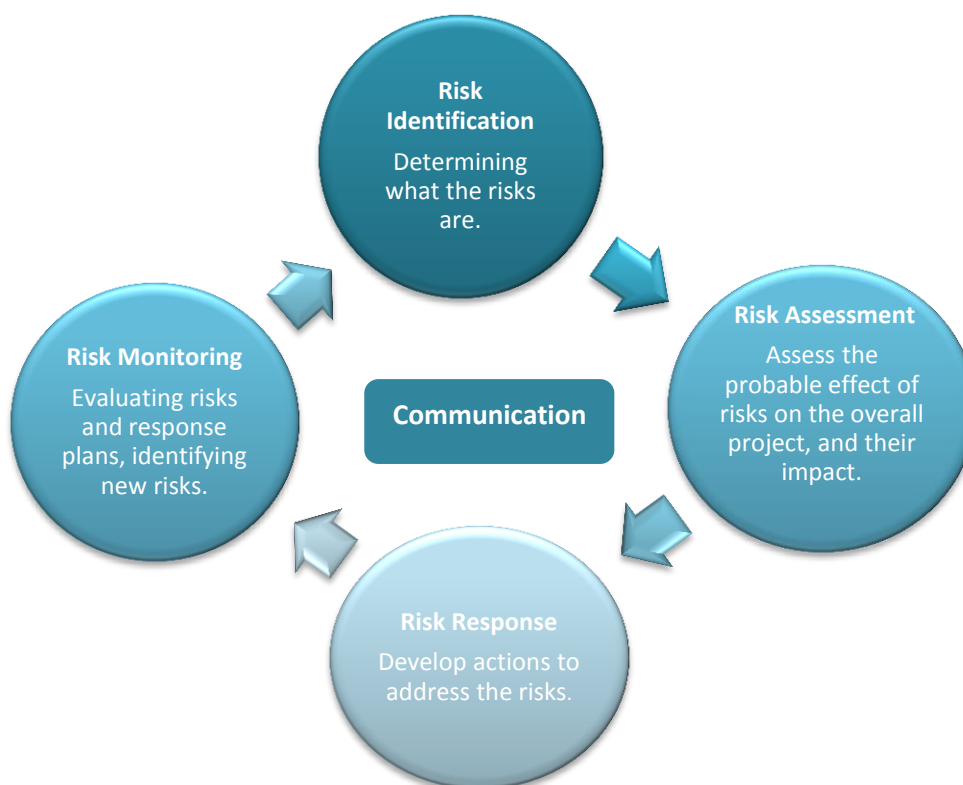 Risk
Identification
Determining
what the risks
are.
Risk Assessment
Assess the
probable effect of
risks on the overall
project, and their
impact.
Risk Monitoring
Evaluating risks
and response
plans, identifying
new risks.
Communication
Risk Response
Develop actions to
address the risks.